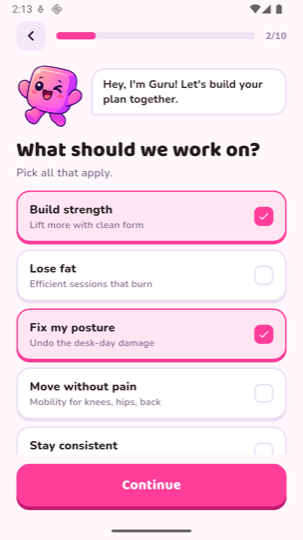 2:13
2/10
Hey, I'm Guru! Let's build your
plan together.
What should we work on?
Pick all that apply.
Build strength
Lift more with clean form
Lose fat
Efficient sessions that burn
Fix my posture
Undo the desk-day damage
Move without pain
Mobility for knees, hips, back
Stay consistent
Continue